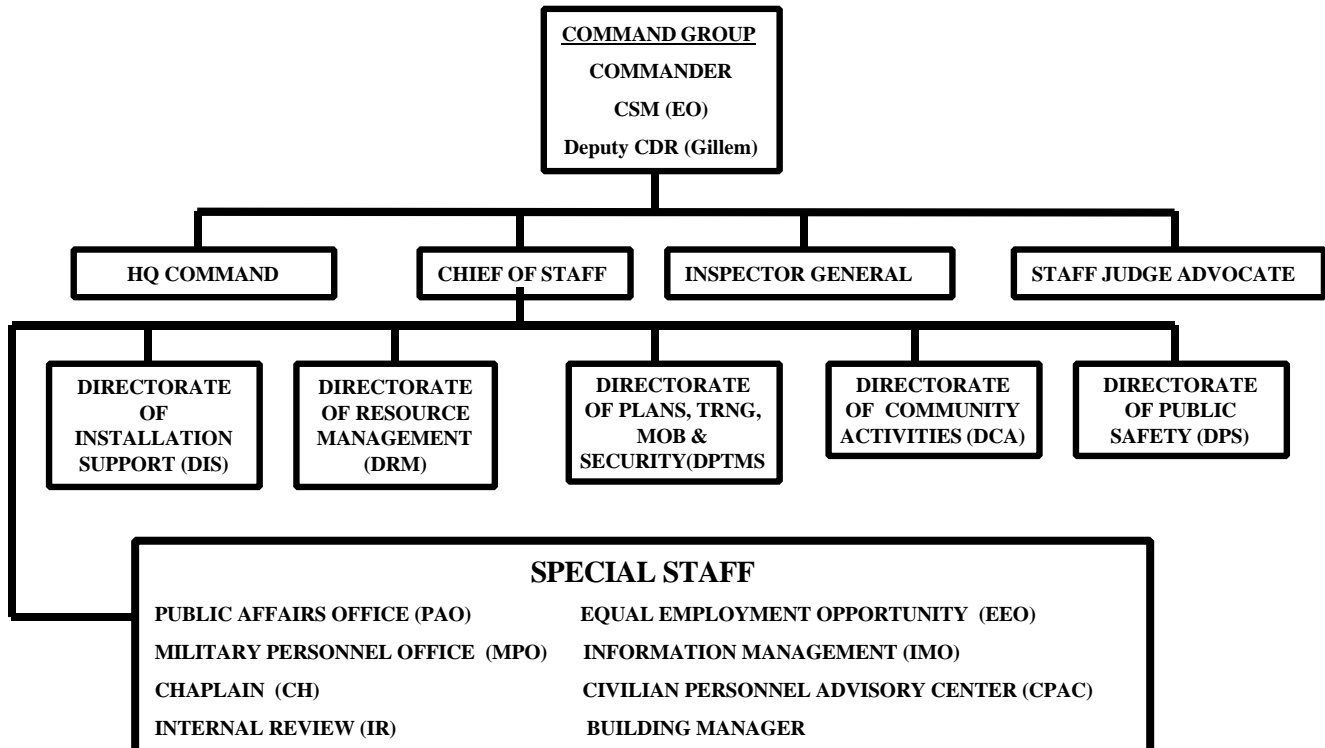 COMMAND GROUP
COMMANDER
CSM (EO)
Deputy CDR (Gillem)
HQ COMMAND
CHIEF OF STAFF
INSPECTOR GENERAL
STAFF JUDGE ADVOCATE
DIRECTORATE
OF
INSTALLATION
SUPPORT (DIS)
DIRECTORATE
OF RESOURCE
MANAGEMENT
(DRM)
DIRECTORATE
OF PLANS, TRNG,
MOB &
SECURITY(DPTMS
DIRECTORATE
OF COMMUNITY
ACTIVITIES (DCA)
DIRECTORATE
OF PUBLIC
SAFETY (DPS)
SPECIAL STAFF
PUBLIC AFFAIRS OFFICE (PAO)
EQUAL EMPLOYMENT OPPORTUNITY (EEO)
MILITARY PERSONNEL OFFICE (MPO)
INFORMATION MANAGEMENT (IMO)
CHAPLAIN (CH)
CIVILIAN PERSONNEL ADVISORY CENTER (CPAC)
INTERNAL REVIEW (IR)
BUILDING MANAGER